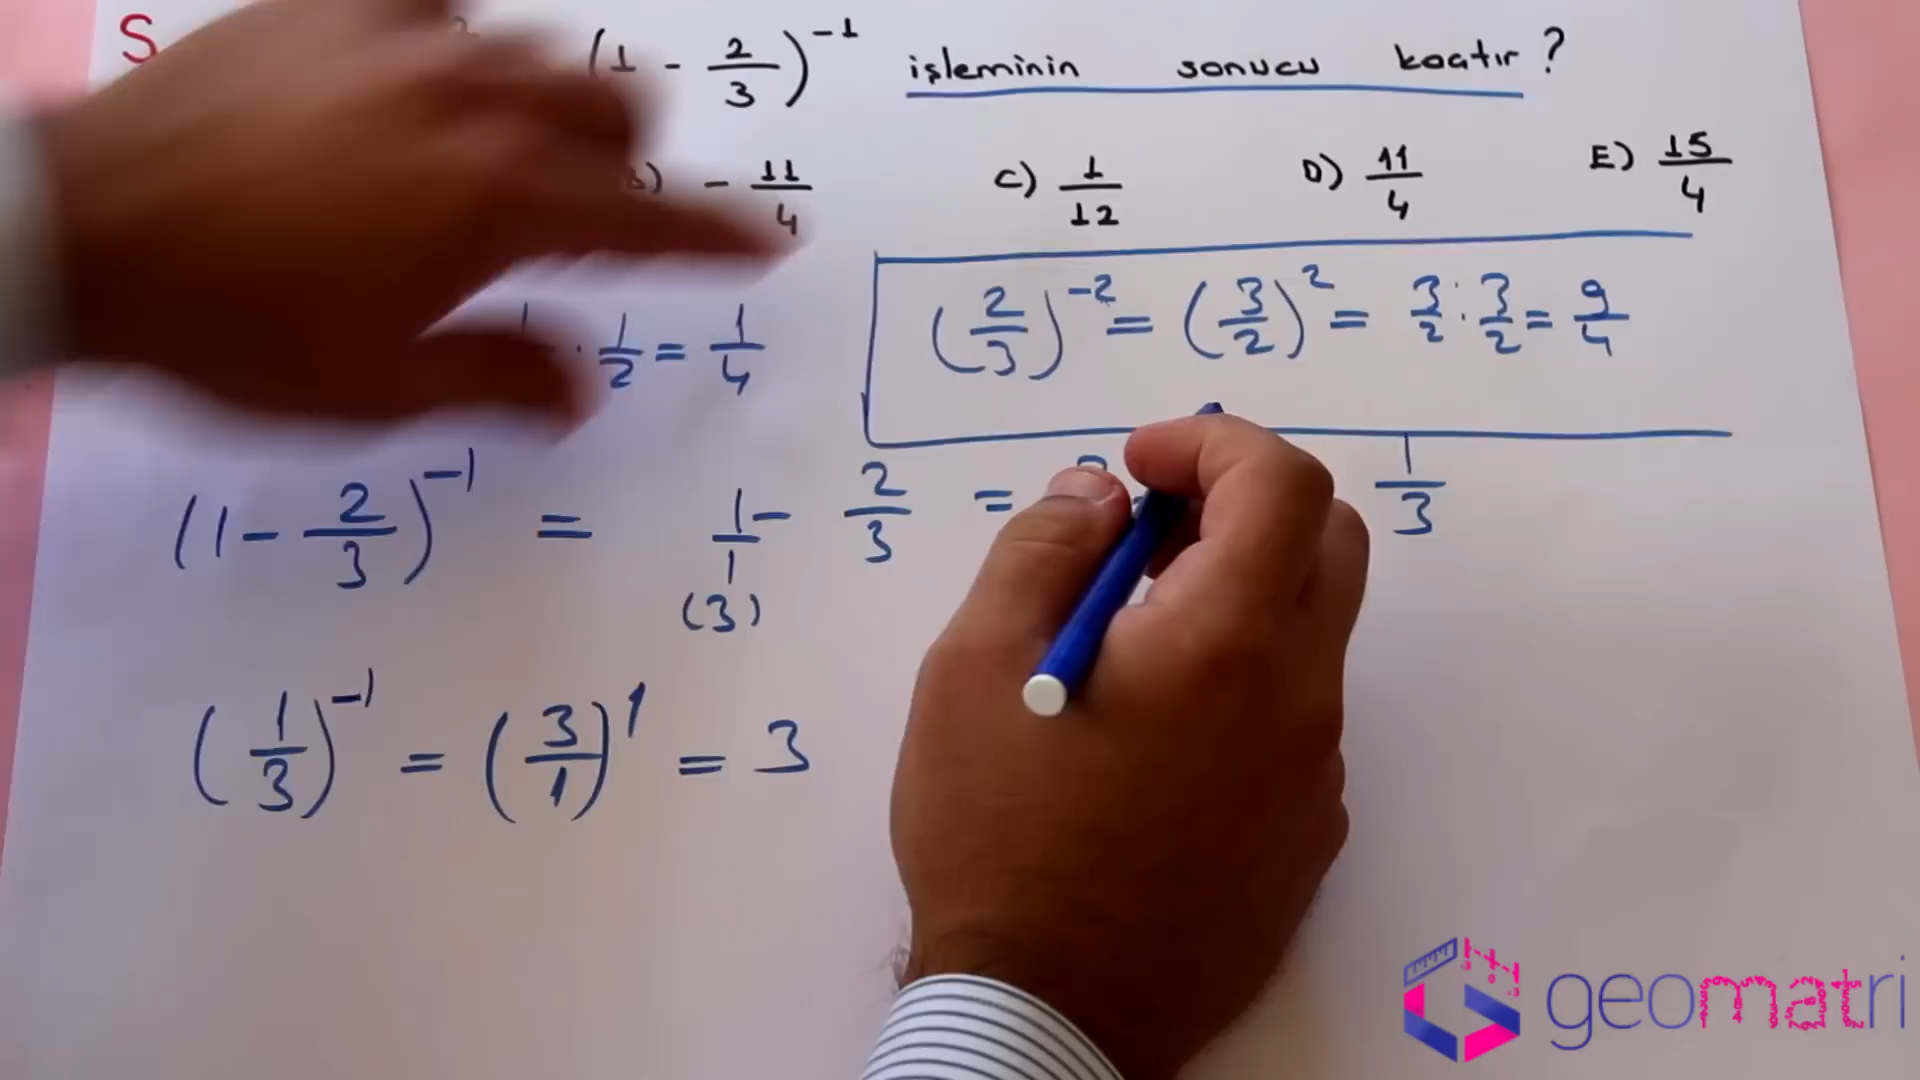 S (1 - 2/3)^-1 işleminin sonucu kaatır ?
B) - 11/4 C) 1/12 D) 11/4 E) 15/4
(2/3)^-2 = (3/2)^2 = 3/2 . 3/2 = 9/4
. 1/2 = 1/4
(1 - 2/3)^-1 = 1/1 - 2/3 = 1/3
(3)
(1/3)^-1 = (3/1)^1 = 3
geomatri